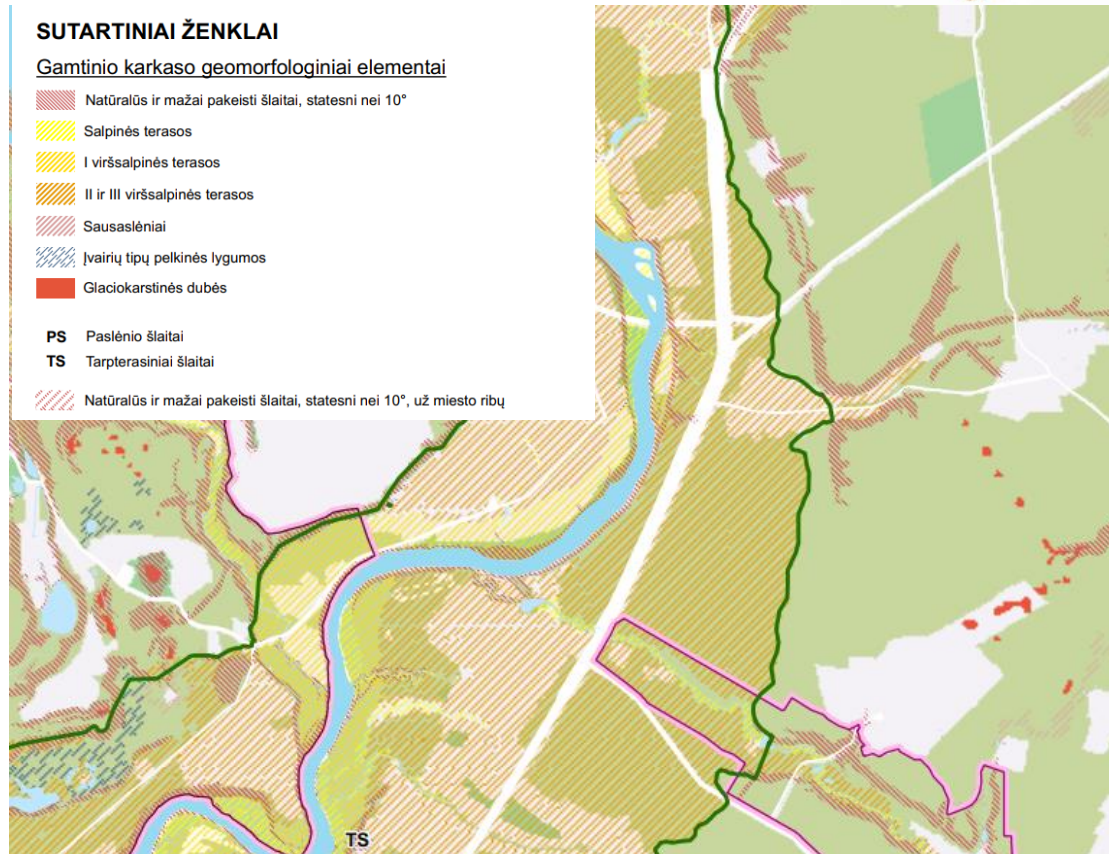 SUTARTINIAI ŽENKLAI
Gamtinio karkaso geomorfologiniai elementai
Natūralūs ir mažai pakeisti šlaitai, statesni nei 10°
Salpinės terasos
I viršsalpinės terasos
II ir III viršsalpinės terasos
Sausaslėniai
Įvairių tipų pelkinės lygumos
Glaciokarstinės dubės
PS Paslėnio šlaitai
TS Tarpterasiniai šlaitai
Natūralūs ir mažai pakeisti šlaitai, statesni nei 10°, už miesto ribų
TS